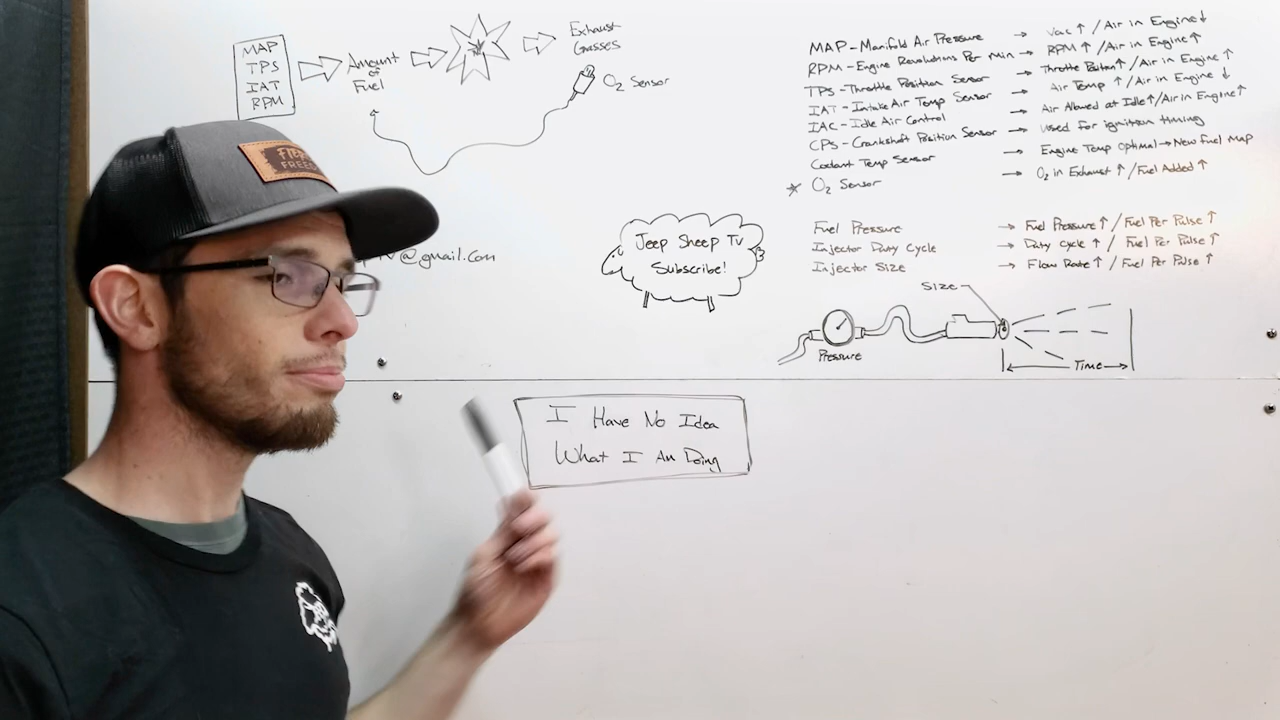 MAP
TPS
IAT
RPM
Amount
of
Fuel
Exhaust
Gasses
O2 Sensor
@gmail.com
MAP - Manifold Air Pressure → Vac ↑ / Air in Engine ↓
RPM - Engine Revolutions Per Min → RPM ↑ / Air in Engine ↑
TPS - Throttle Position Sensor → Throttle Position ↑ / Air in Engine ↑
IAT - Intake Air Temp Sensor → Air Temp ↑ / Air in Engine ↓
IAC - Idle Air Control → Air Allowed at Idle ↑ / Air in Engine ↑
CPS - Crankshaft Position Sensor → Used for ignition timing
Coolant Temp Sensor → Engine Temp Optimal → New Fuel Map
* O2 Sensor → O2 in Exhaust ↑ / Fuel Added ↑
Fuel Pressure → Fuel Pressure ↑ / Fuel Per Pulse ↑
Injector Duty Cycle → Duty Cycle ↑ / Fuel Per Pulse ↑
Injector Size → Flow Rate ↑ / Fuel Per Pulse ↑
Jeep Sheep TV
Subscribe!
Size
Pressure
Time
I Have No Idea
What I Am Doing